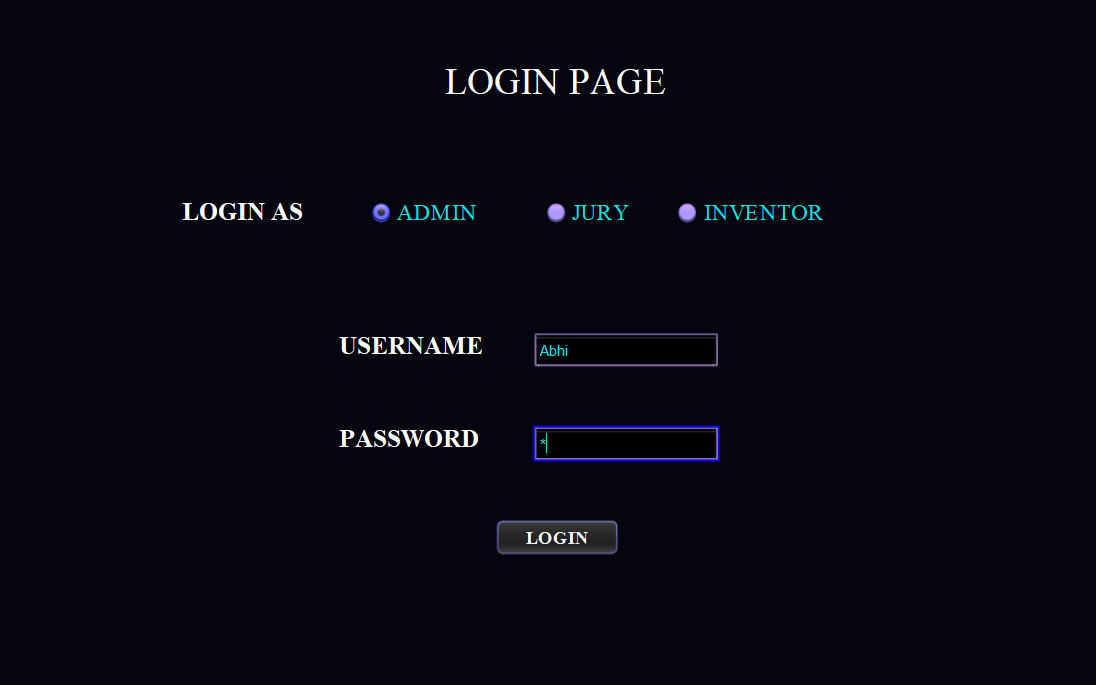 LOGIN PAGE
LOGIN AS ADMIN JURY INVENTOR
USERNAME Abhi
PASSWORD *
LOGIN